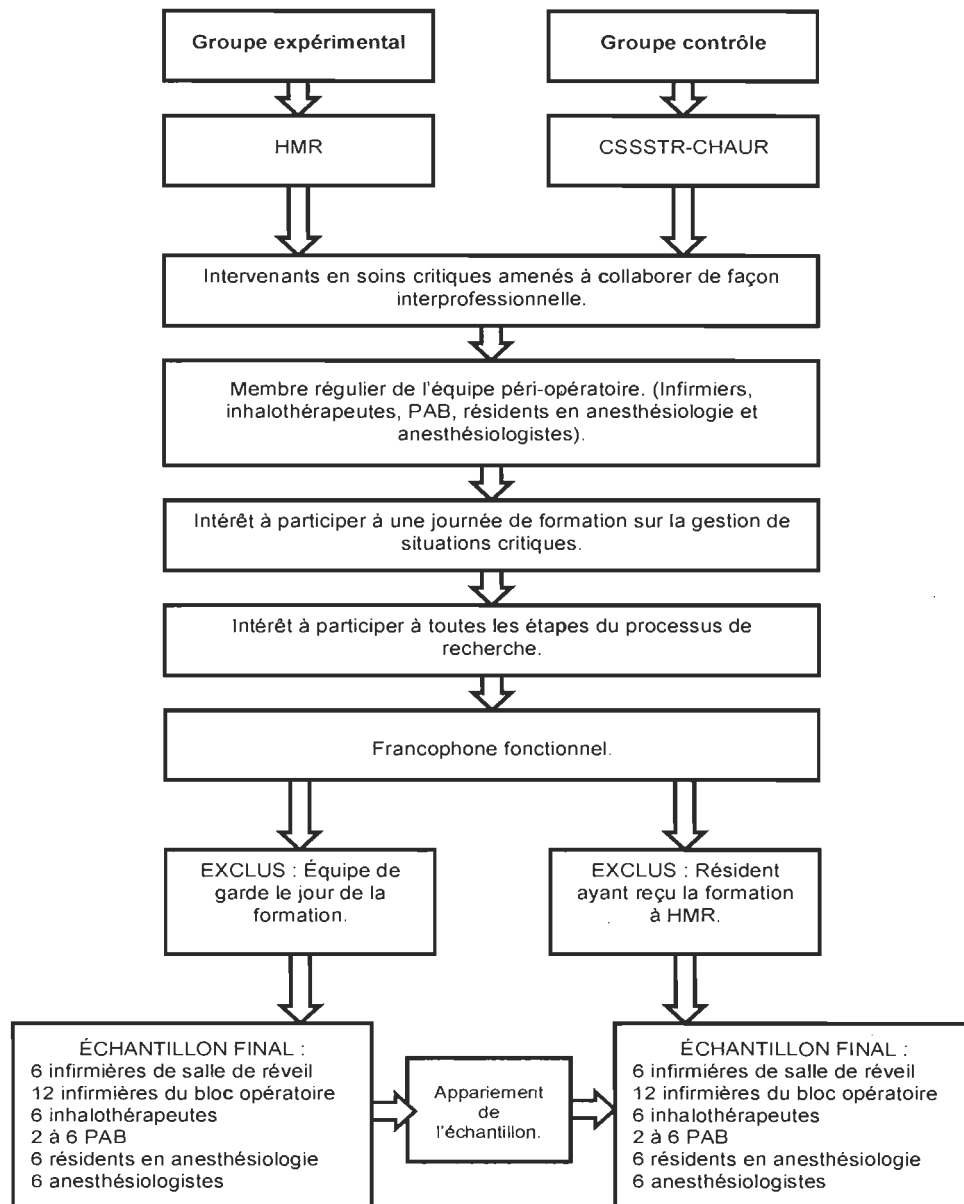 Groupe expérimental
Groupe contrôle
HMR
CSSSTR-CHAUR
Intervenants en soins critiques amenés à collaborer de façon
interprofessionnelle.
Membre régulier de l'équipe péri-opératoire. (Infirmiers,
inhalothérapeutes, PAB, résidents en anesthésiologie et
anesthésiologistes).
Intérêt à participer à une journée de formation sur la gestion de
situations critiques.
Intérêt à participer à toutes les étapes du processus de
recherche.
Francophone fonctionnel.
EXCLUS : Équipe de
garde le jour de la
formation.
EXCLUS : Résident
ayant reçu la formation
à HMR.
ÉCHANTILLON FINAL :
6 infirmières de salle de réveil
12 infirmières du bloc opératoire
6 inhalothérapeutes
2 à 6 PAB
6 résidents en anesthésiologie
6 anesthésiologistes
Appariement
de
l'échantillon.
ÉCHANTILLON FINAL :
6 infirmiéres de salle de réveil
12 infirmières du bloc opératoire
6 inhalothérapeutes
2 à 6 PAB
6 résidents en anesthésiologie
6 anesthésiologistes